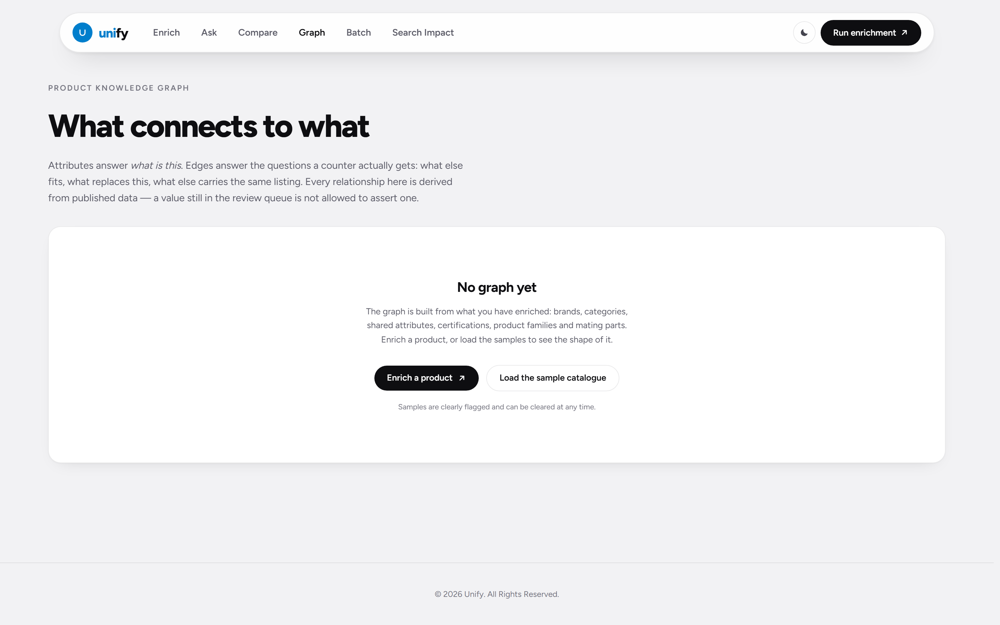 U unify Enrich Ask Compare Graph Batch Search Impact Run enrichment
PRODUCT KNOWLEDGE GRAPH
What connects to what
Attributes answer what is this. Edges answer the questions a counter actually gets: what else
fits, what replaces this, what else carries the same listing. Every relationship here is derived
from published data — a value still in the review queue is not allowed to assert one.
No graph yet
The graph is built from what you have enriched: brands, categories,
shared attributes, certifications, product families and mating parts.
Enrich a product, or load the samples to see the shape of it.
Enrich a product Load the sample catalogue
Samples are clearly flagged and can be cleared at any time.
© 2026 Unify. All Rights Reserved.